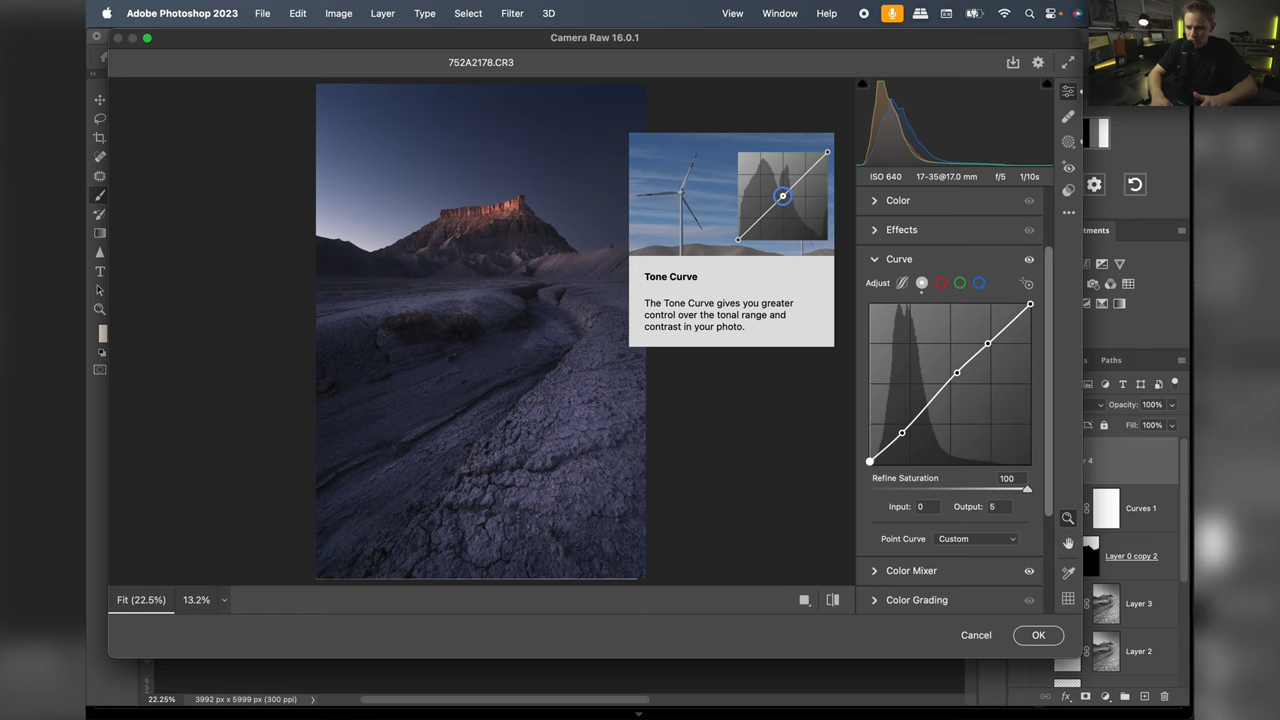 Adobe Photoshop 2023 File Edit Image Layer Type Select Filter 3D View Window Help
Camera Raw 16.0.1
752A2178.CR3
ISO 640 17-35@17.0 mm f/5 1/10s
Color
Effects
Curve
Adjust
Tone Curve
The Tone Curve gives you greater
control over the tonal range and
contrast in your photo.
Refine Saturation 100
Input: 0 Output: 5
Point Curve Custom
Color Mixer
Color Grading
Fit (22.5%) 13.2%
Cancel OK
22.25% 3992 px x 5999 px (300 ppi)
Paths
Opacity: 100%
Fill: 100%
Curves 1
Layer 0 copy 2
Layer 3
Layer 2